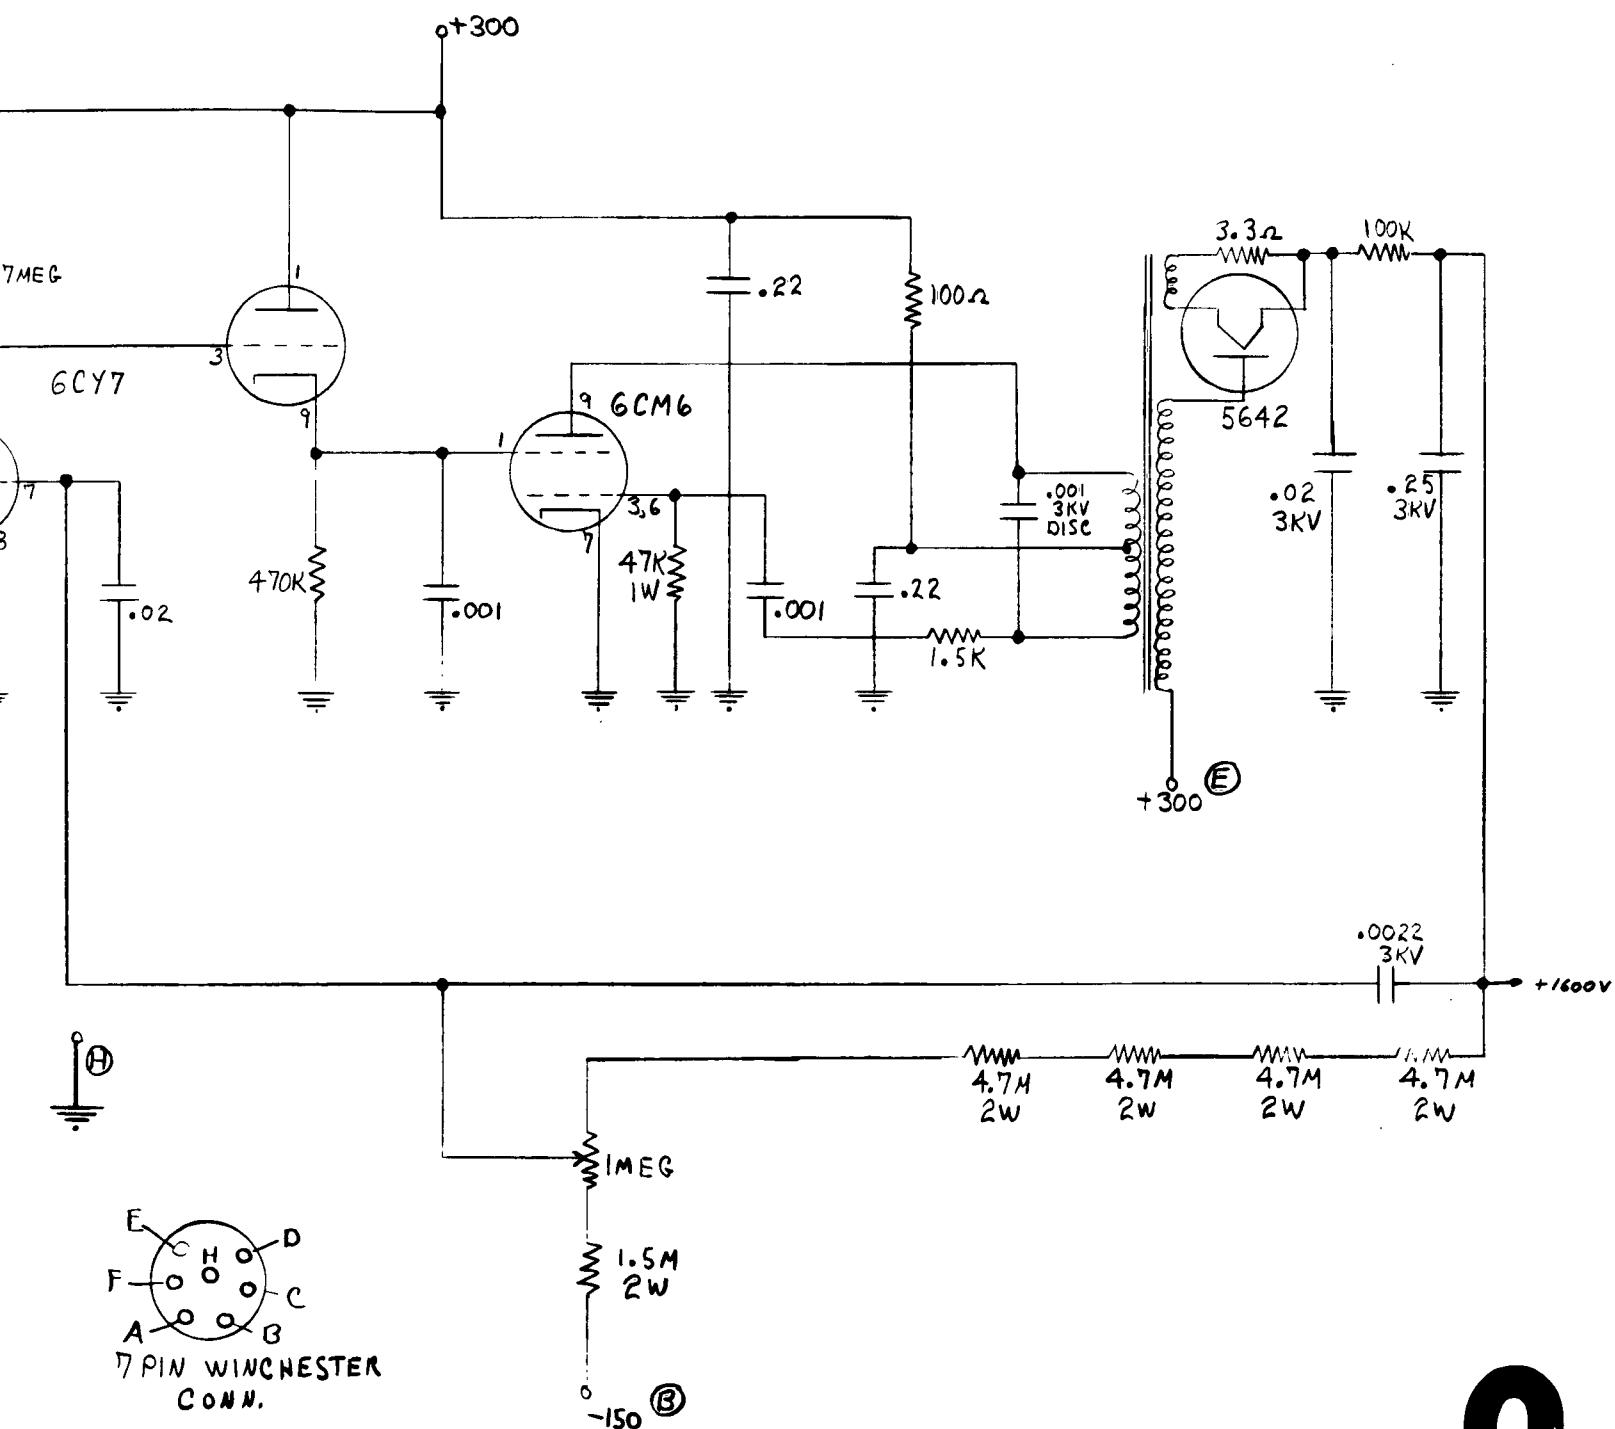 +300
7MEG
1
3
6CY7
9
7
8
.02
470K
.001
1
9
6CM6
3,6
7
47K
1W
.22
100Ω
.001
.22
1.5K
.001
3KV
DISC
3.3Ω
100K
5642
.02
3KV
.25
3KV
+300
E
.0022
3KV
+1600V
H
4.7M
2W
4.7M
2W
4.7M
2W
4.7M
2W
1MEG
1.5M
2W
-150
B
E
H
D
F
C
A
B
7 PIN WINCHESTER
CONN.